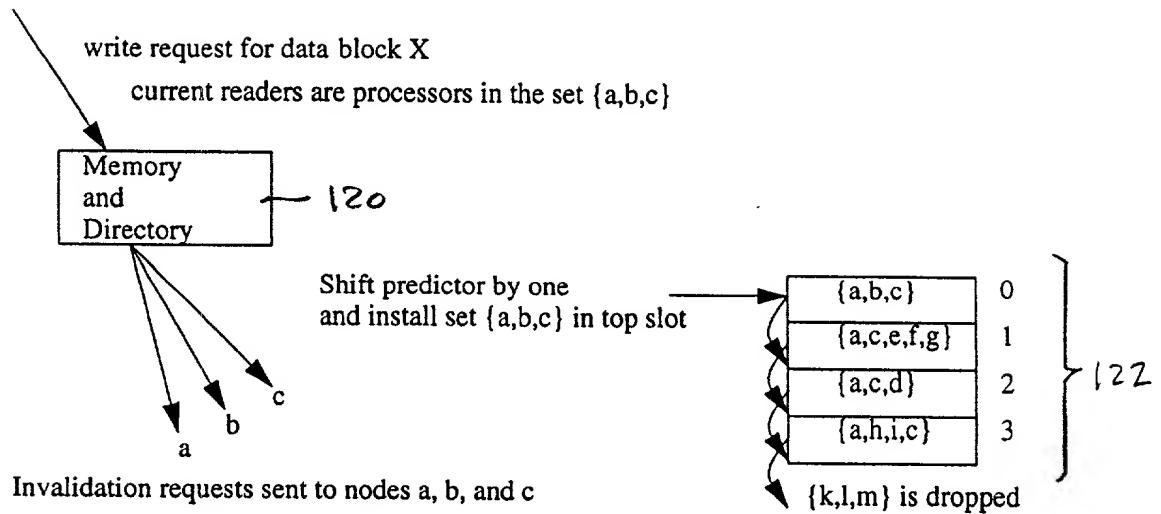 write request for data block X
current readers are processors in the set {a,b,c}
Memory
and
Directory
120
Shift predictor by one
and install set {a,b,c} in top slot
{a,b,c} 0
{a,c,e,f,g} 1
{a,c,d} 2
{a,h,i,c} 3
122
c
b
a
Invalidation requests sent to nodes a, b, and c
{k,l,m} is dropped